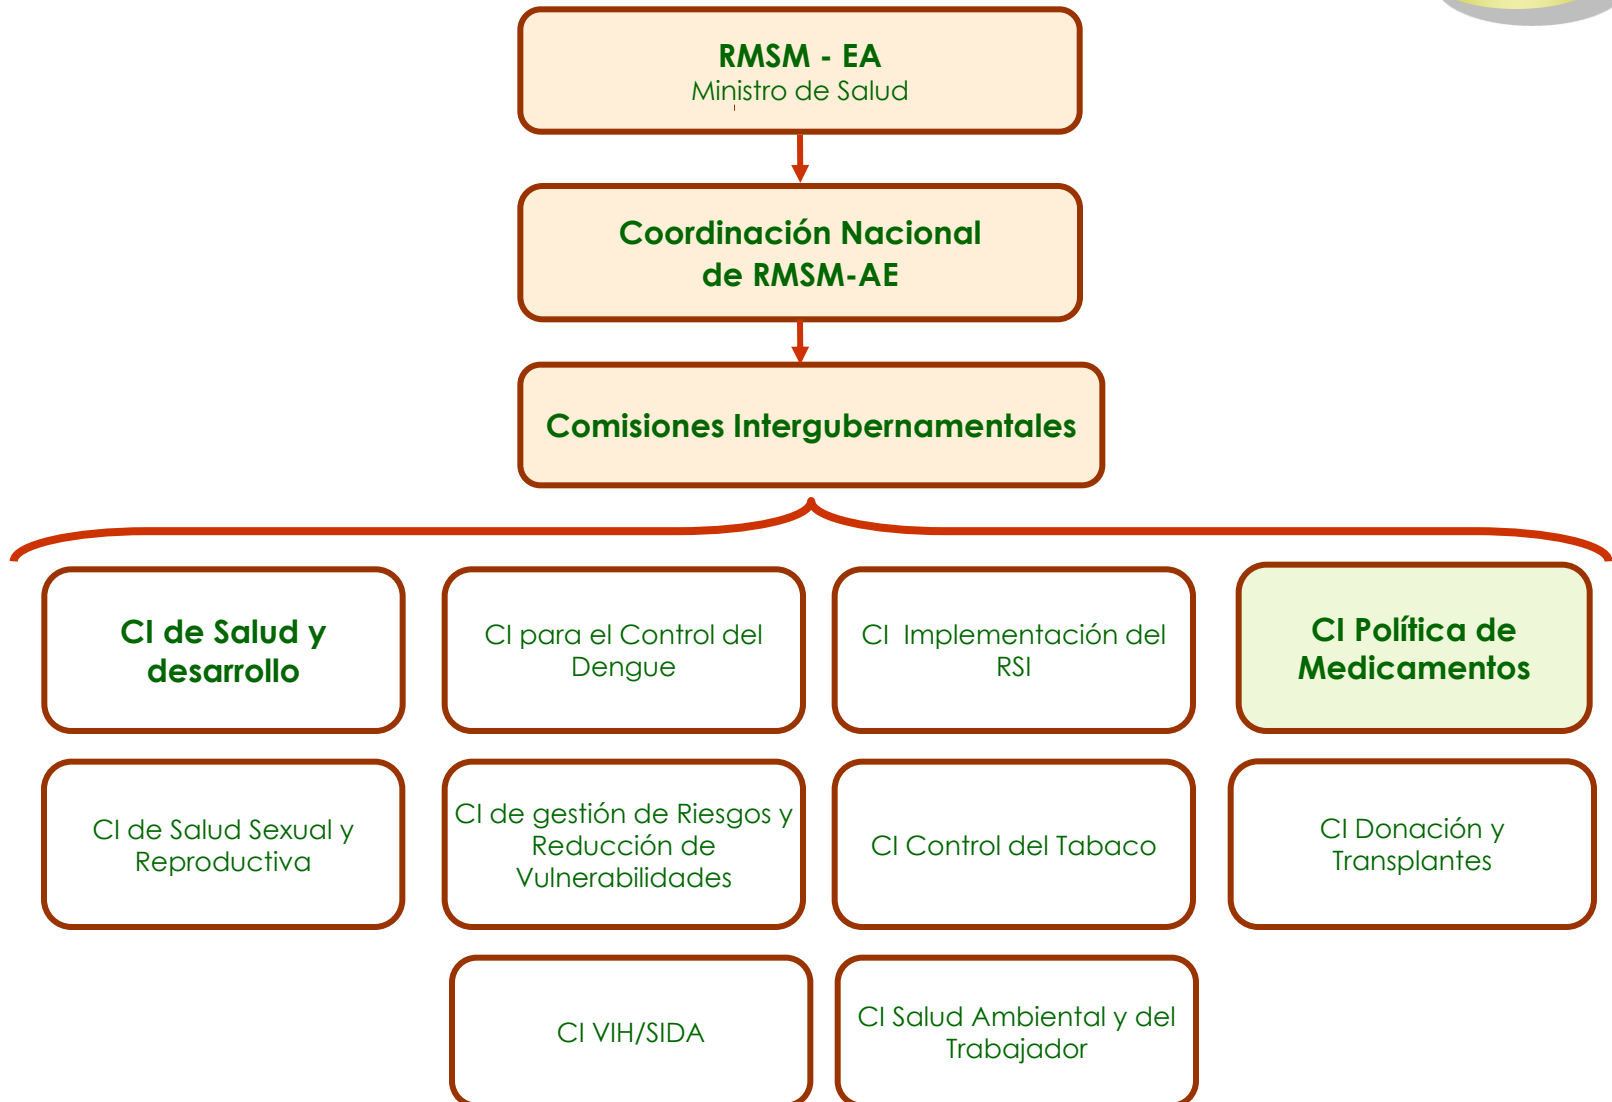 RMSM - EA
Ministro de Salud
Coordinación Nacional
de RMSM-AE
Comisiones Intergubernamentales
CI de Salud y
desarrollo
CI para el Control del
Dengue
CI Implementación del
RSI
CI Política de
Medicamentos
CI de Salud Sexual y
Reproductiva
CI de gestión de Riesgos y
Reducción de
Vulnerabilidades
CI Control del Tabaco
CI Donación y
Transplantes
CI VIH/SIDA
CI Salud Ambiental y del
Trabajador